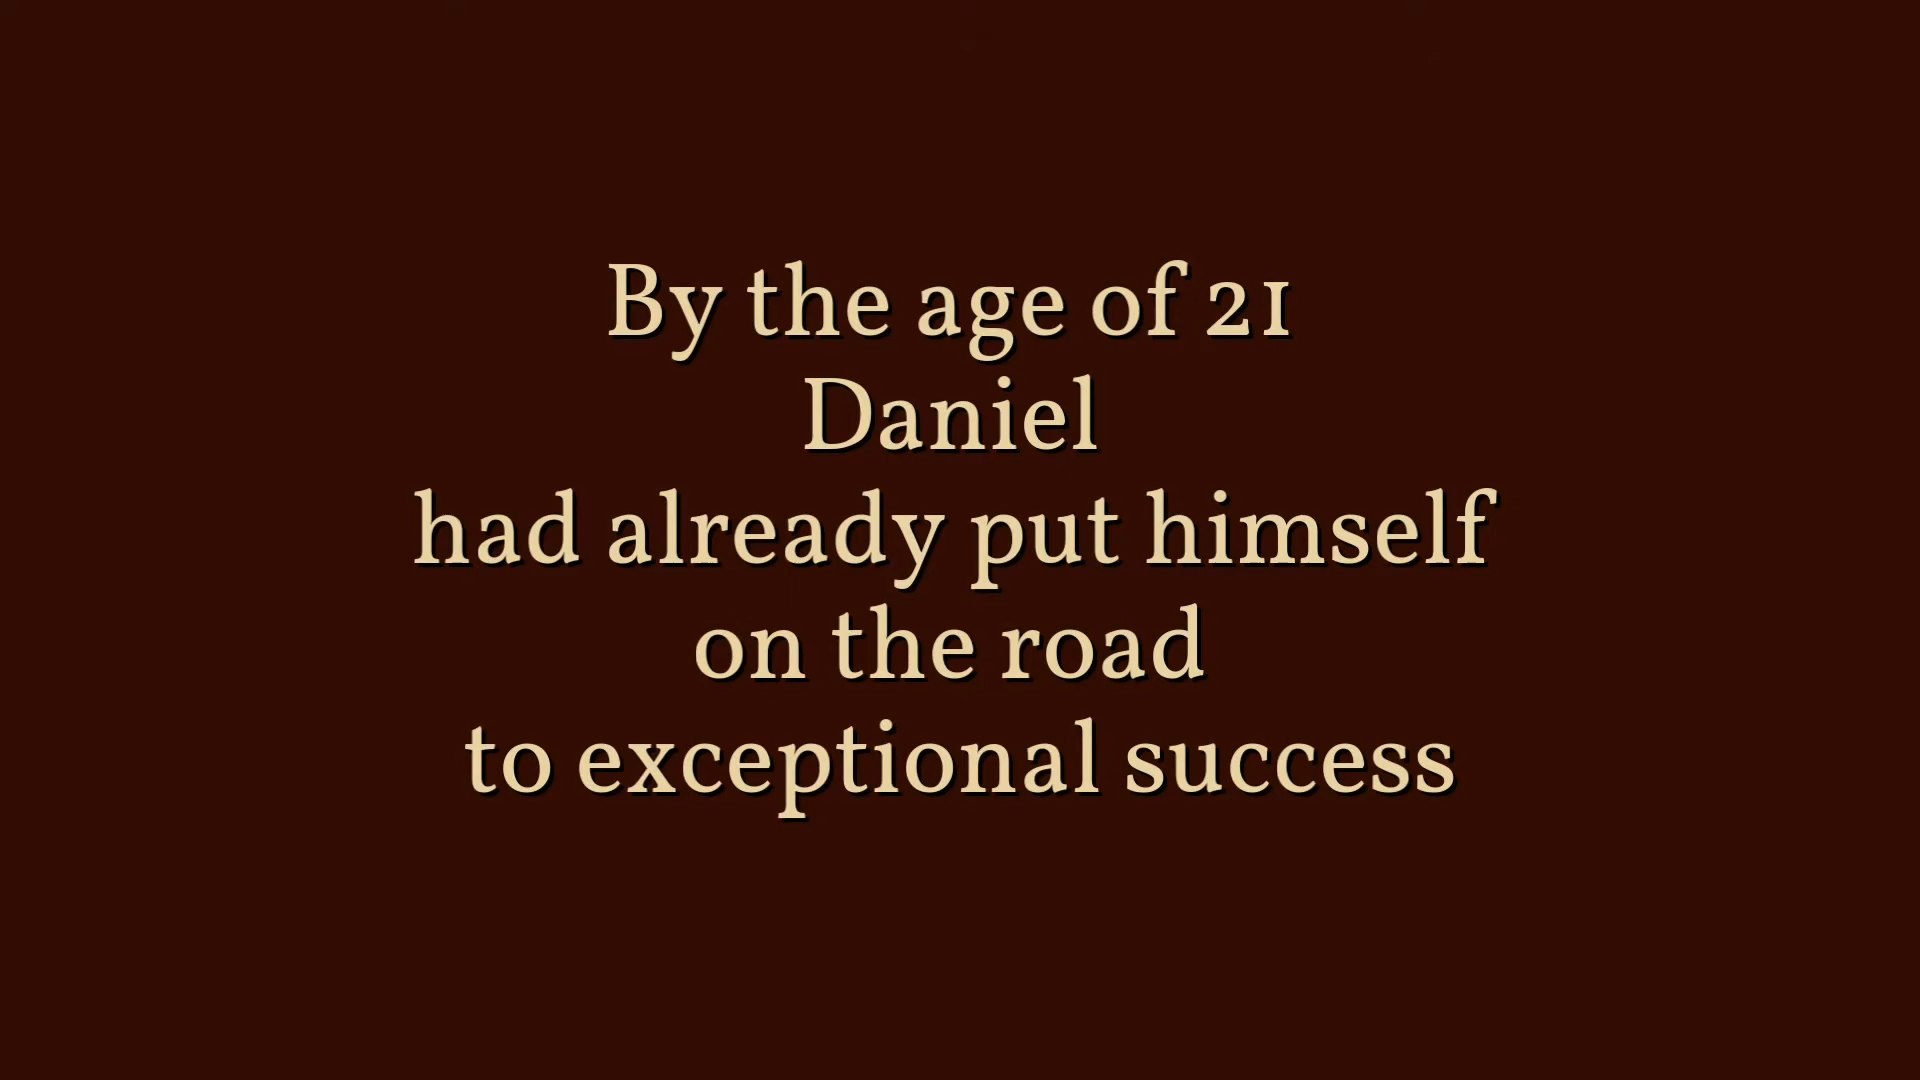 By the age of 21
Daniel
had already put himself
on the road
to exceptional success